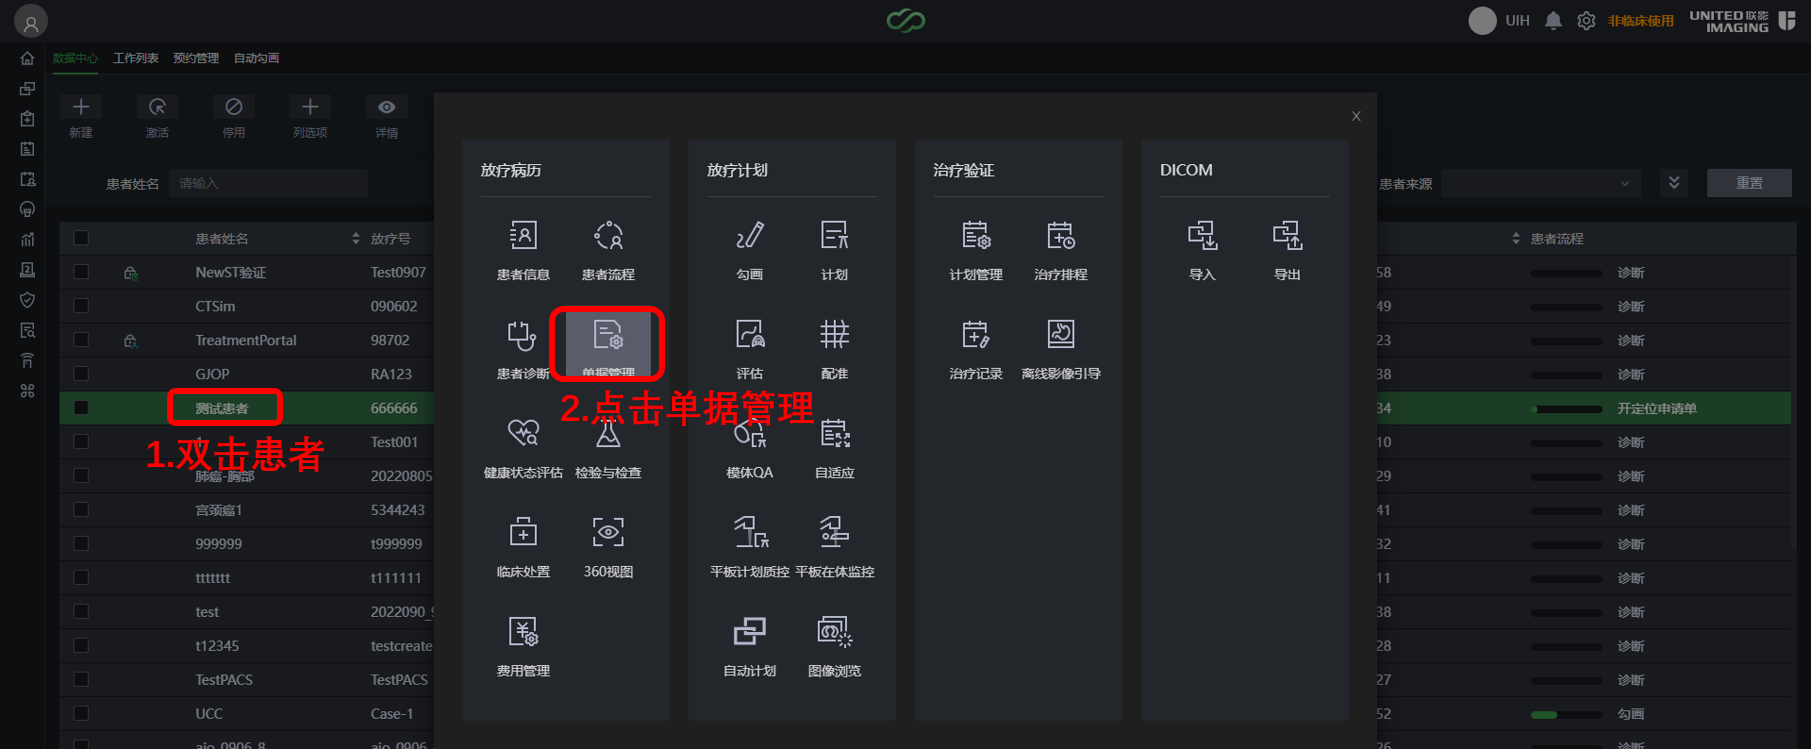 UIH 非临床使用 UNITED 联影 IMAGING
数据中心 工作列表 预约管理 自动勾画
新建 激活 停用 列选项 详情
患者姓名 请输入 患者来源 重置
患者姓名 放疗号 患者流程
NewST验证 Test0907 58 诊断
CTSim 090602 49 诊断
TreatmentPortal 98702 23 诊断
GJOP RA123 38 诊断
测试患者 666666 34 开定位申请单
1 Test001 10 诊断
肺癌-胸部 20220805 29 诊断
宫颈癌1 5344243 41 诊断
999999 t999999 32 诊断
ttttttt t111111 11 诊断
test 2022090_9 38 诊断
t12345 testcreate 28 诊断
TestPACS TestPACS 27 诊断
UCC Case-1 52 勾画
aio_0906_8 aio_0906 26 诊断
1.双击患者
2.点击单据管理
放疗病历
患者信息 患者流程
患者诊断 单据管理
健康状态评估 检验与检查
临床处置 360视图
费用管理
放疗计划
勾画 计划
评估 配准
模体QA 自适应
平板计划质控 平板在体监控
自动计划 图像浏览
治疗验证
计划管理 治疗排程
治疗记录 离线影像引导
DICOM
导入 导出